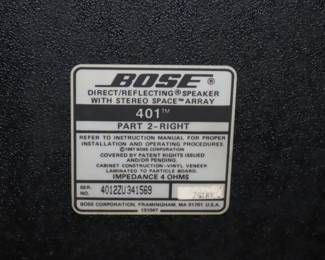 BOSE®
DIRECT/REFLECTING® SPEAKER
WITH STEREO SPACE™ ARRAY
401™
PART 2-RIGHT
REFER TO INSTRUCTION MANUAL FOR PROPER
INSTALLATION AND OPERATING PROCEDURES.
©1987 BOSE CORPORATION
COVERED BY PATENT RIGHTS ISSUED
AND/OR PENDING.
CABINET CONSTRUCTION-VINYL VENEER
LAMINATED TO PARTICLE BOARD.
IMPEDANCE 4 OHMS
SER. NO. 4012ZU341569
BOSE CORPORATION, FRAMINGHAM, MA 01701 U.S.A.